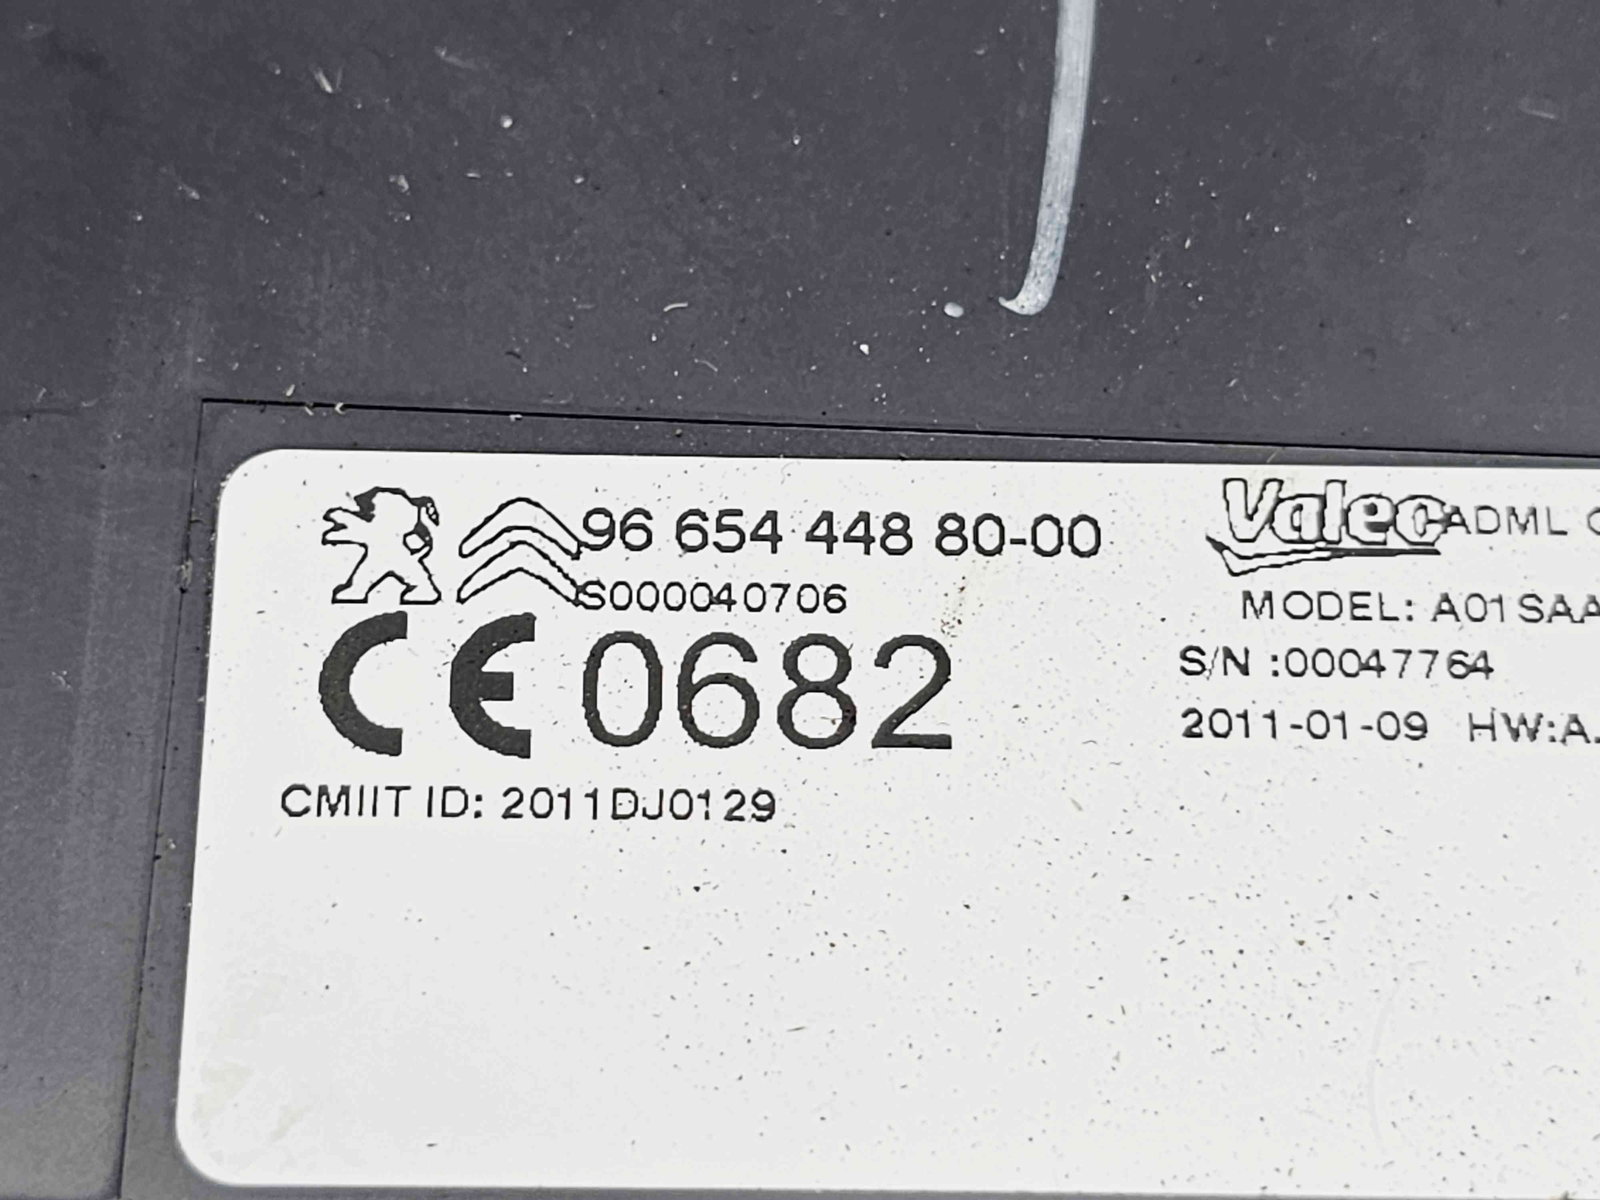 96 654 448 80-00
S000040706
CE 0682
CMIIT ID: 2011DJ0129
Valeo ADML
MODEL: A01SAA
S/N :00047764
2011-01-09 HW:A.